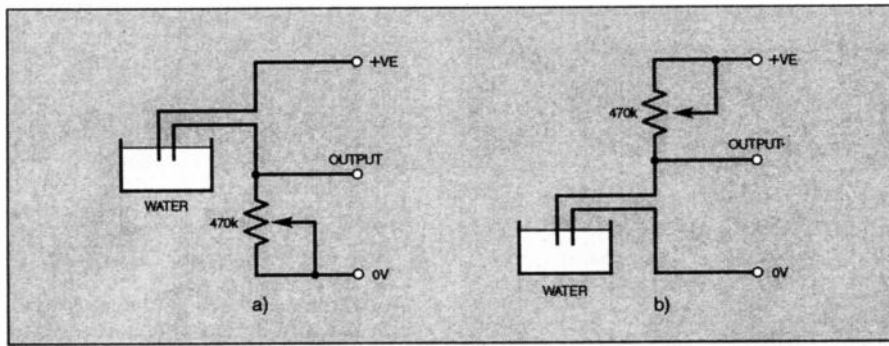 +VE
OUTPUT
WATER
470k
0V
a)
+VE
470k
OUTPUT
WATER
0V
b)